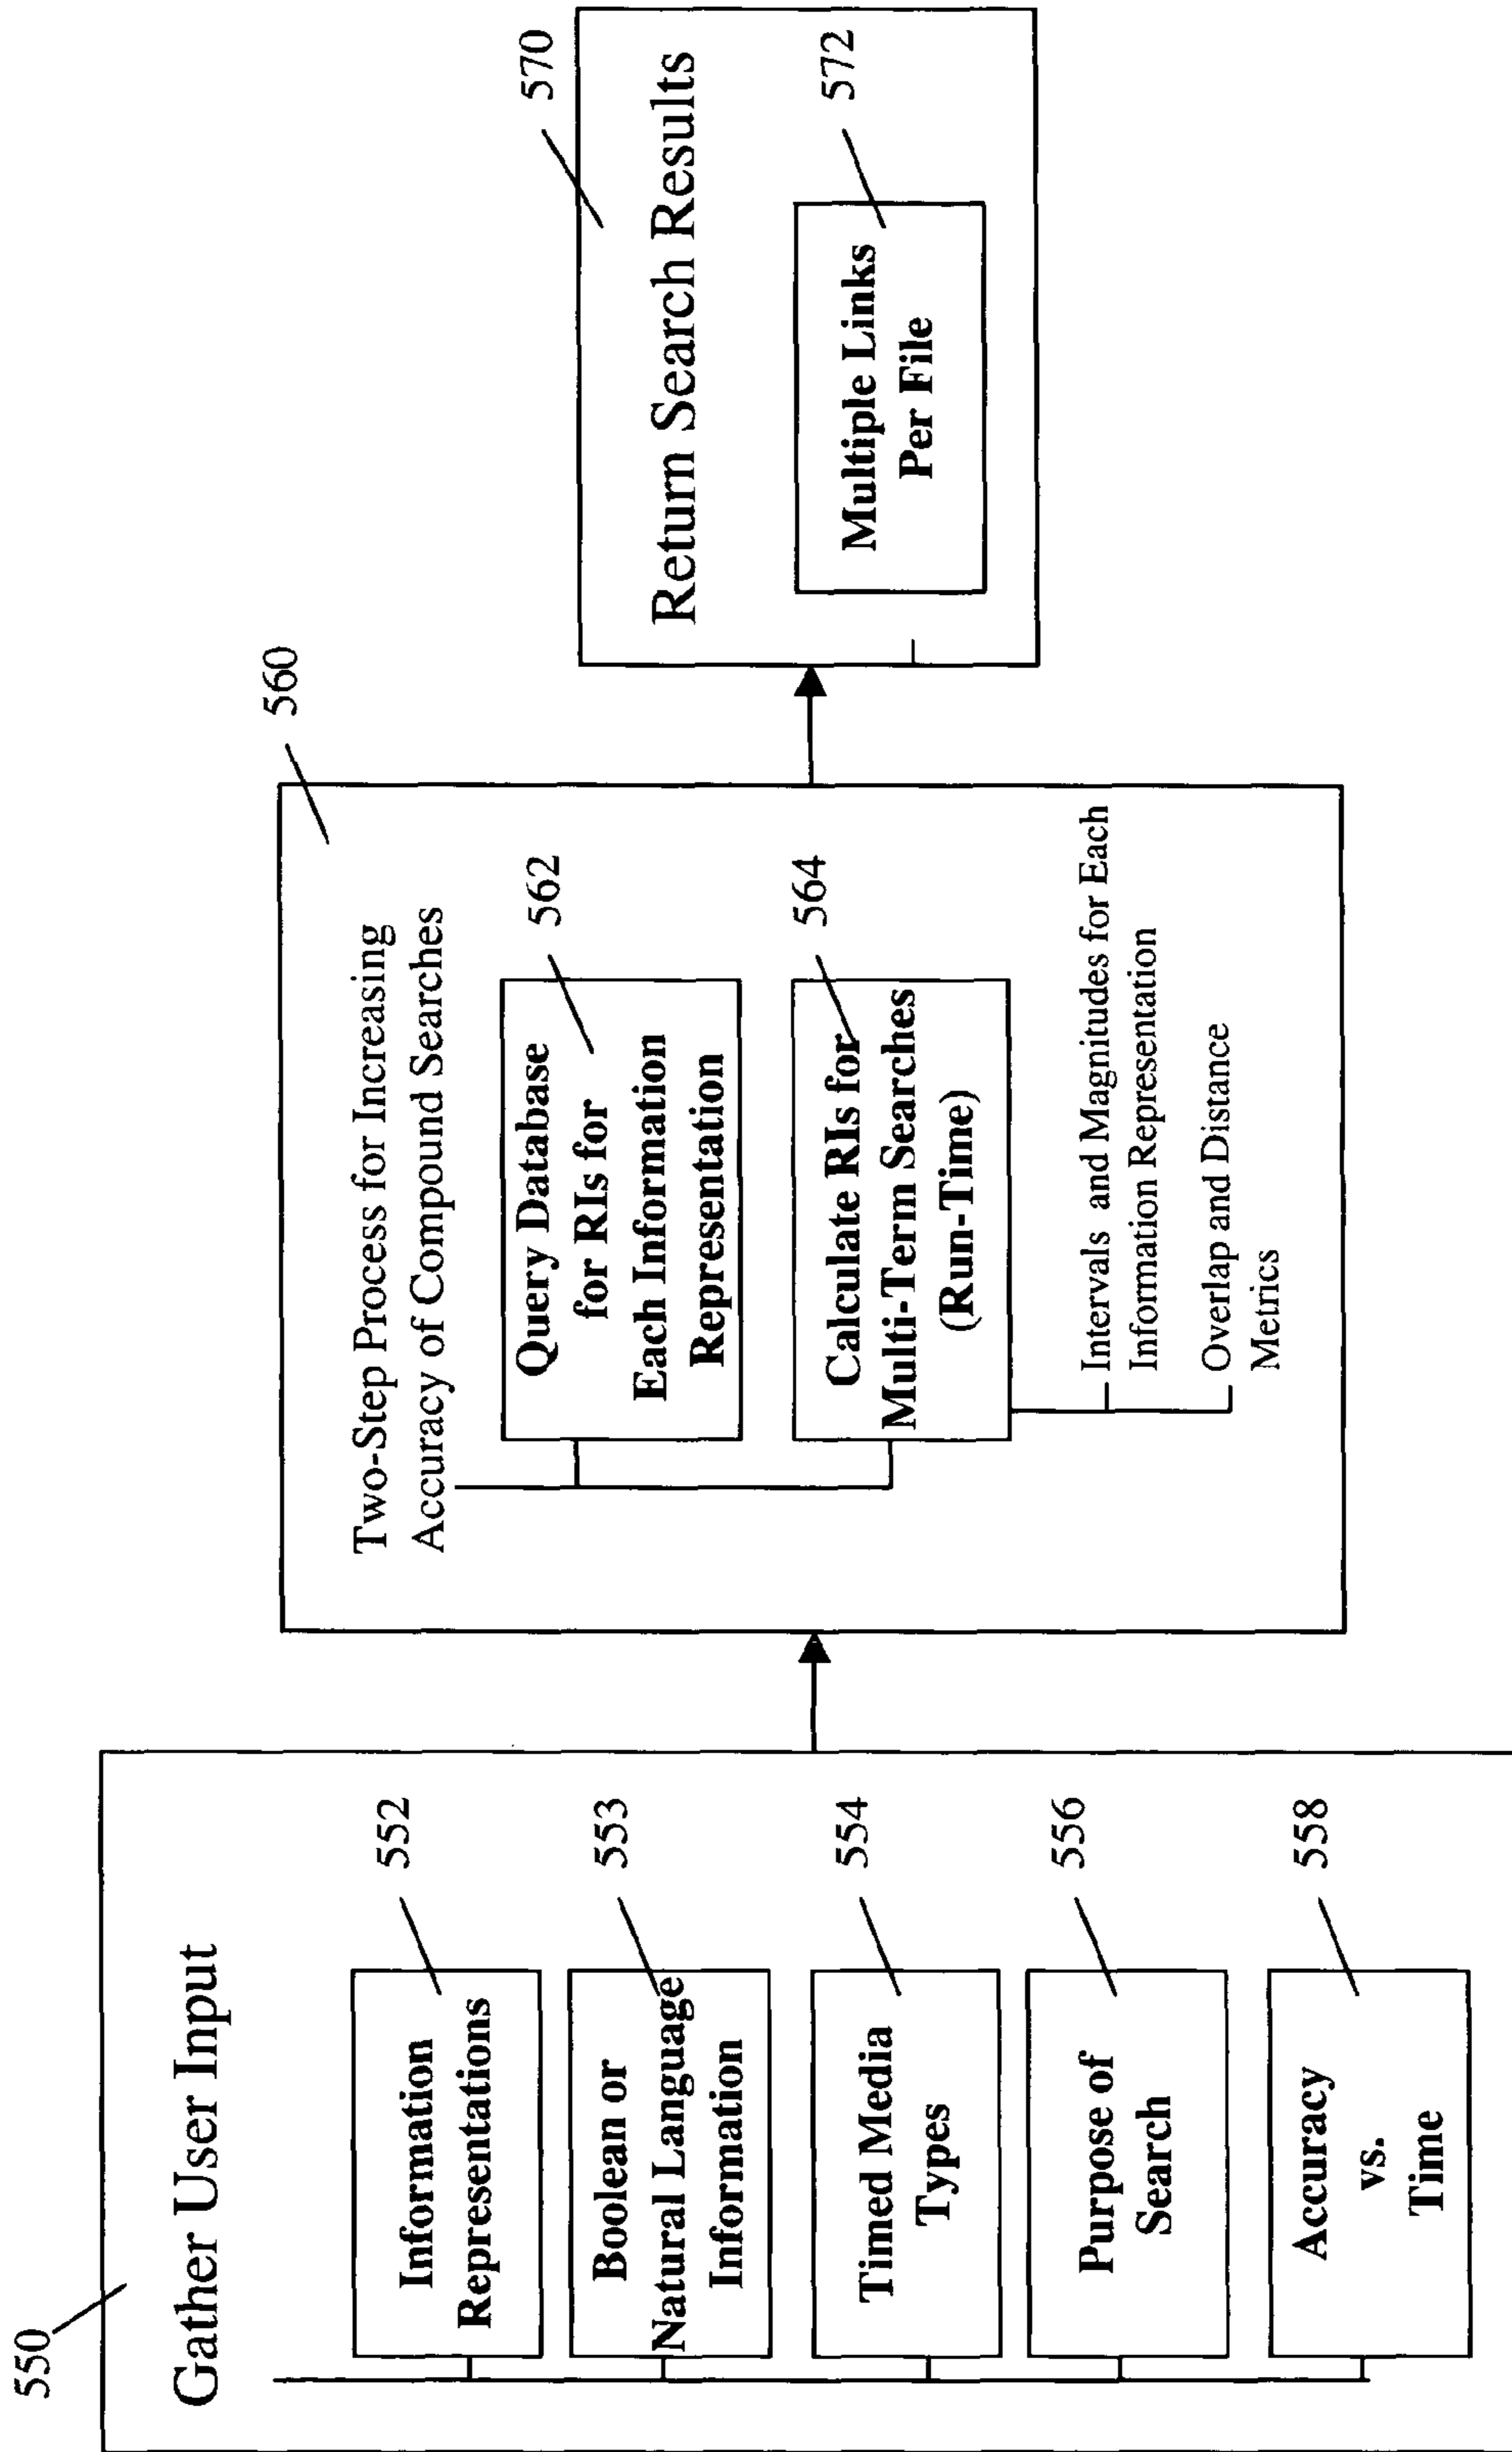 550
Gather User Input
Information
Representations
552
Boolean or
Natural Language
Information
553
Timed Media
Types
554
Purpose of
Search
556
Accuracy
vs.
Time
558
560
Two-Step Process for Increasing
Accuracy of Compound Searches
Query Database
for RIs for
Each Information
Representation
562
Calculate RIs for
Multi-Term Searches
(Run-Time)
564
Intervals and Magnitudes for Each
Information Representation
Overlap and Distance
Metrics
570
Return Search Results
Multiple Links
Per File
572